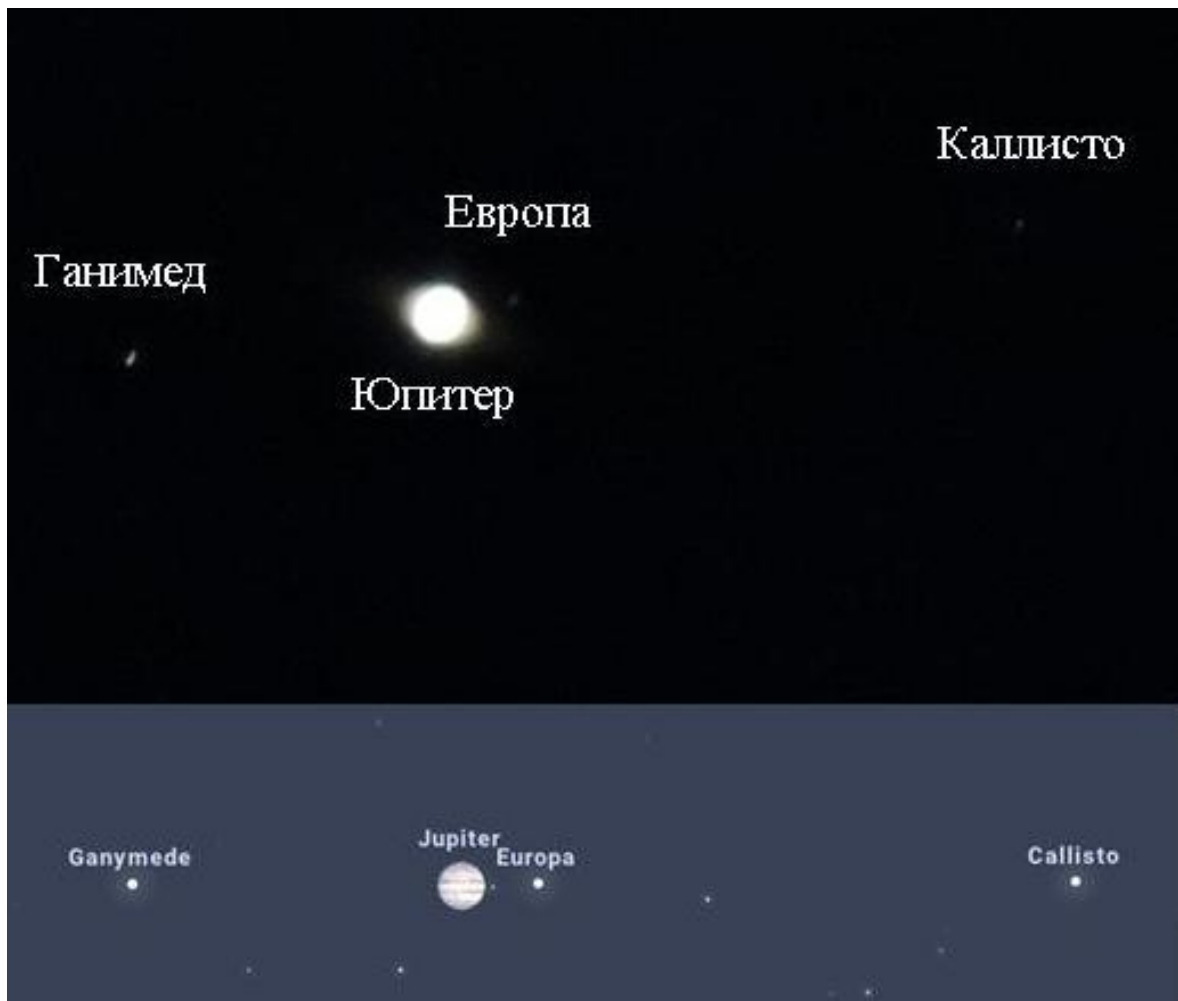 Каллисто
Европа
Ганимед
Юпитер
Jupiter
Ganymede
Europa
Callisto